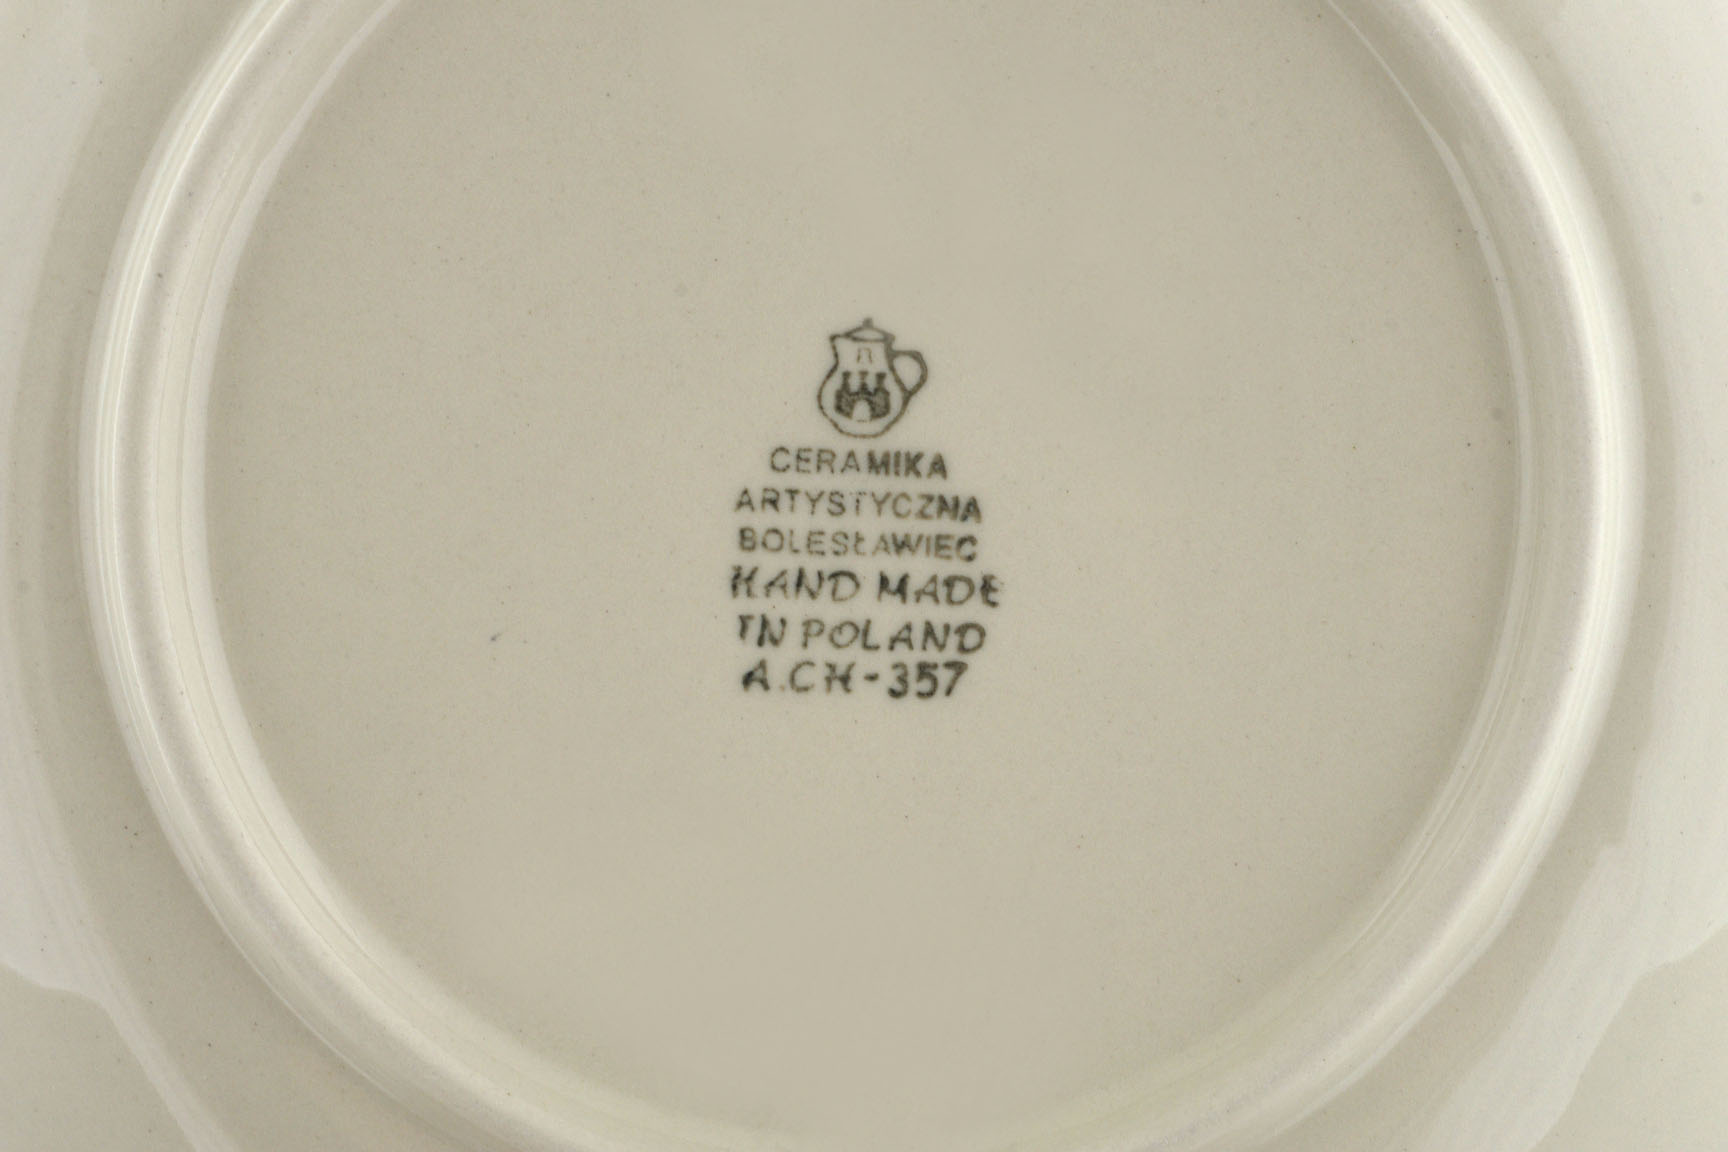 CERAMIKA
ARTYSTYCZNA
BOLESŁAWIEC
HAND MADE
IN POLAND
A.CH-357